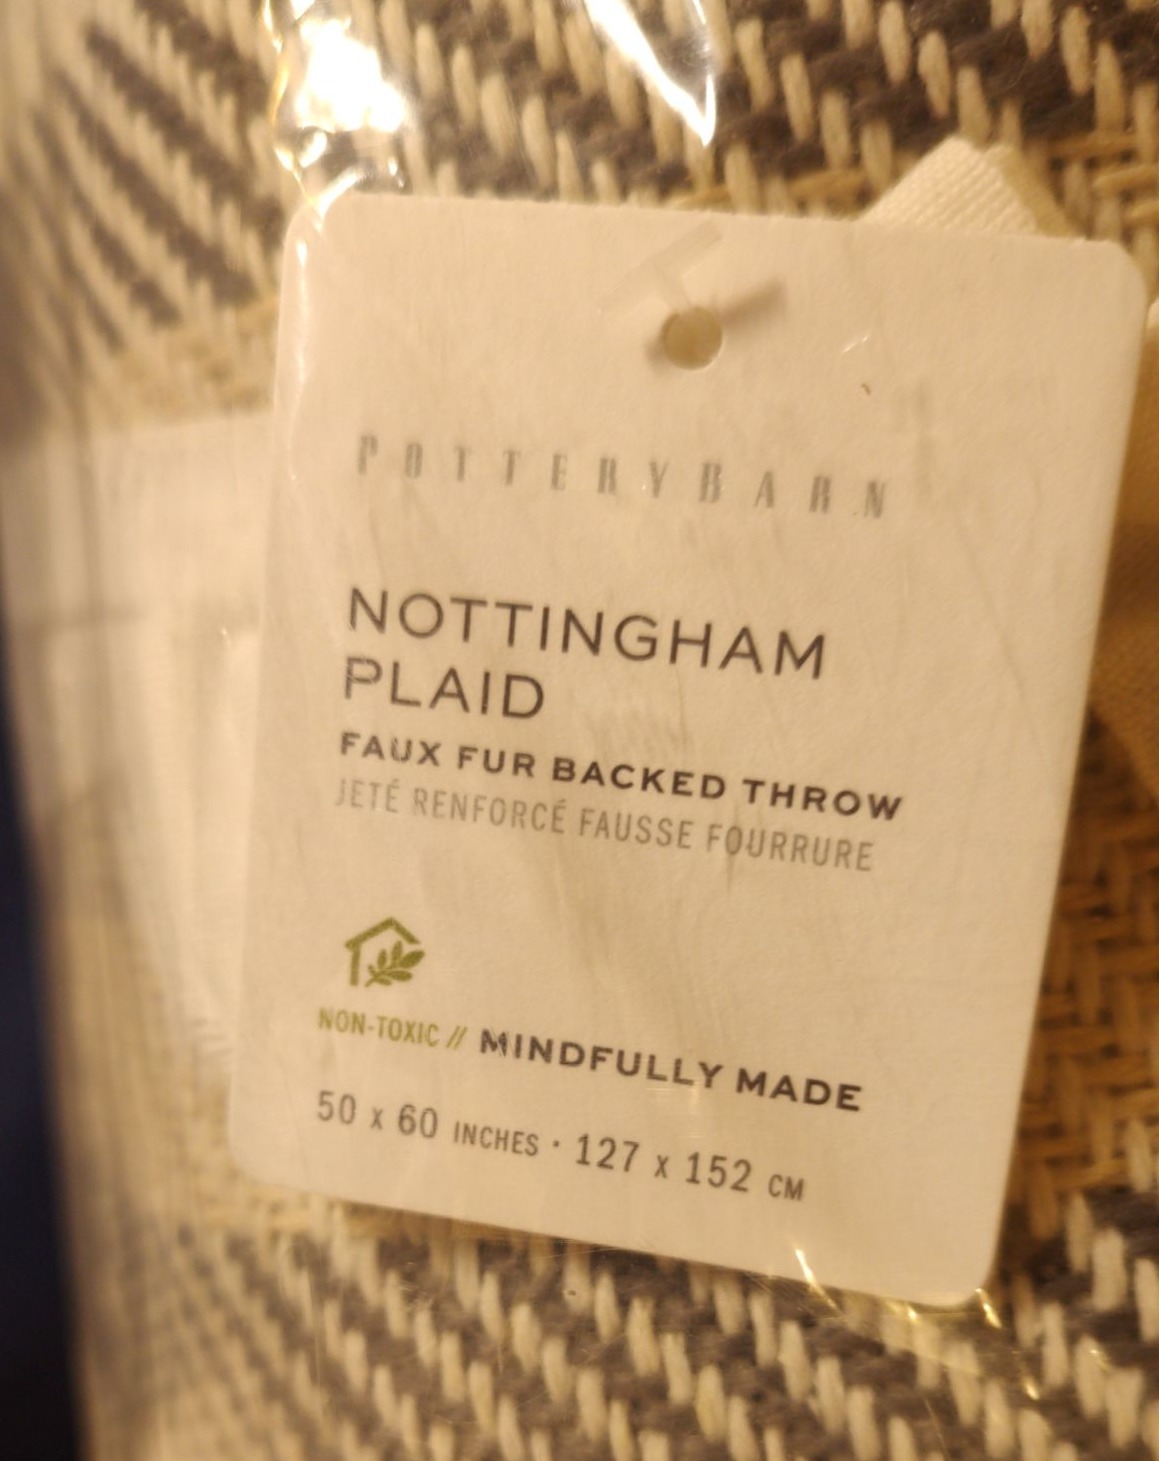 POTTERYBARN
NOTTINGHAM
PLAID
FAUX FUR BACKED THROW
JETÉ RENFORCÉ FAUSSE FOURRURE
NON-TOXIC // MINDFULLY MADE
50 x 60 INCHES · 127 x 152 CM